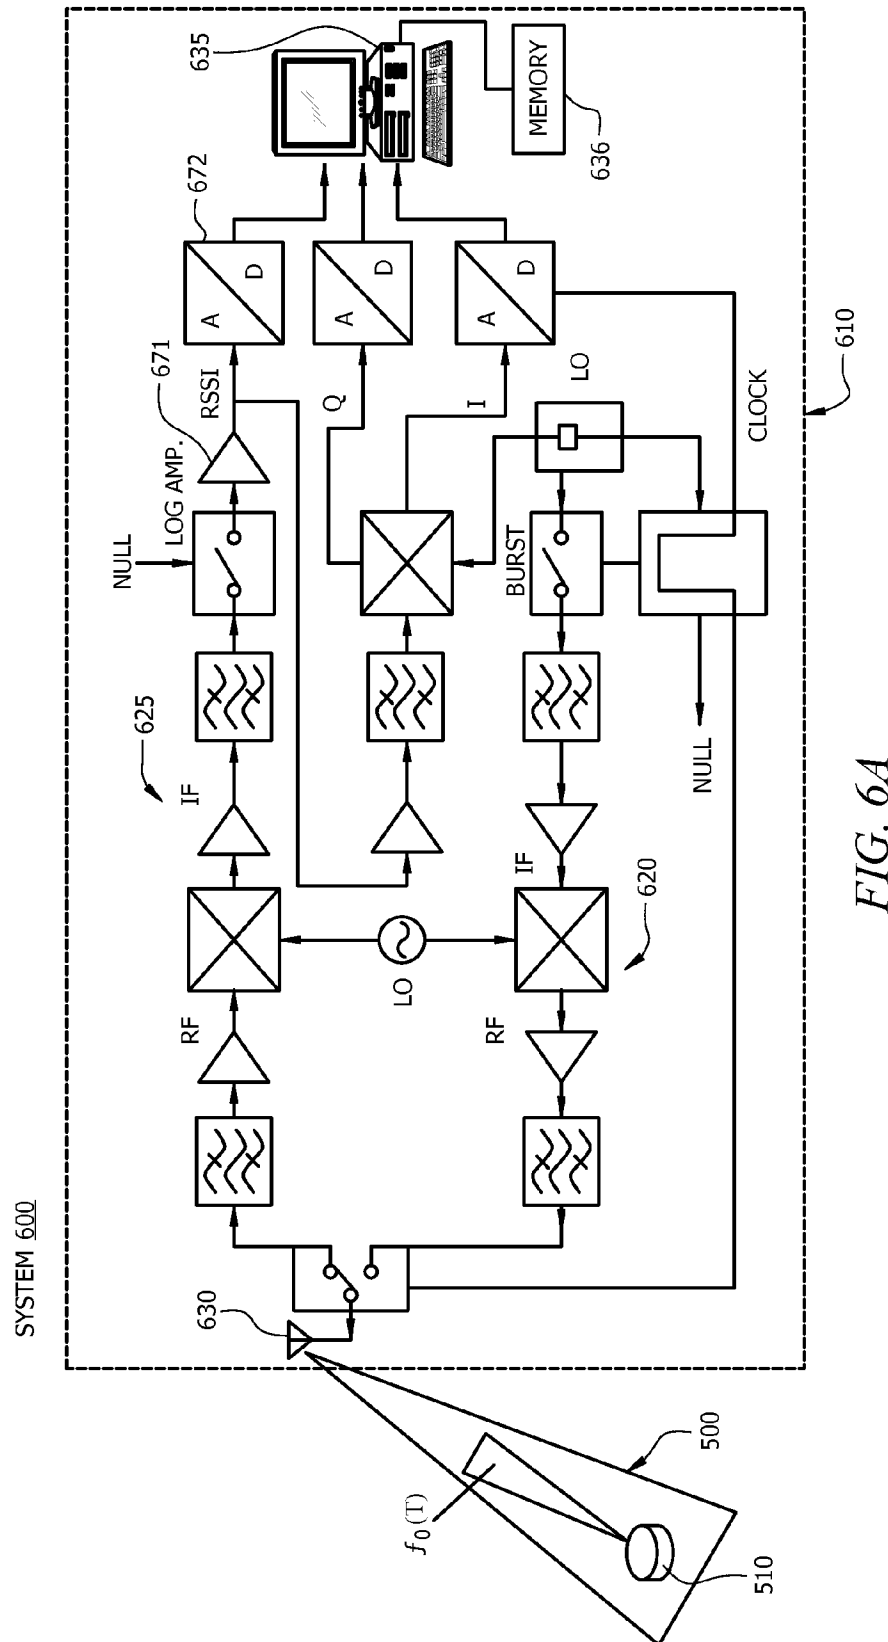 SYSTEM 600
630
RF
IF
625
NULL
LOG AMP.
671
RSSI
A
D
672
635
MEMORY
636
Q
A
D
LO
I
A
D
RF
IF
620
BURST
LO
NULL
CLOCK
610
f0(T)
500
510
FIG. 6A